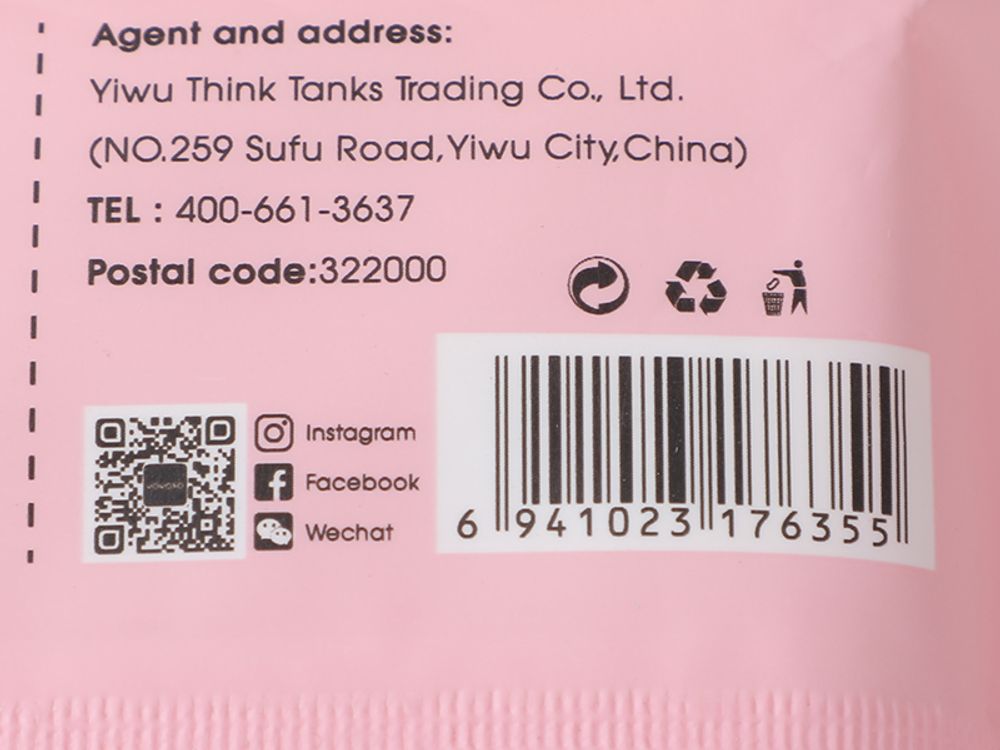 Agent and address:
Yiwu Think Tanks Trading Co., Ltd.
(NO.259 Sufu Road,Yiwu City,China)
TEL : 400-661-3637
Postal code:322000
Instagram
Facebook
Wechat
6 941023 176355